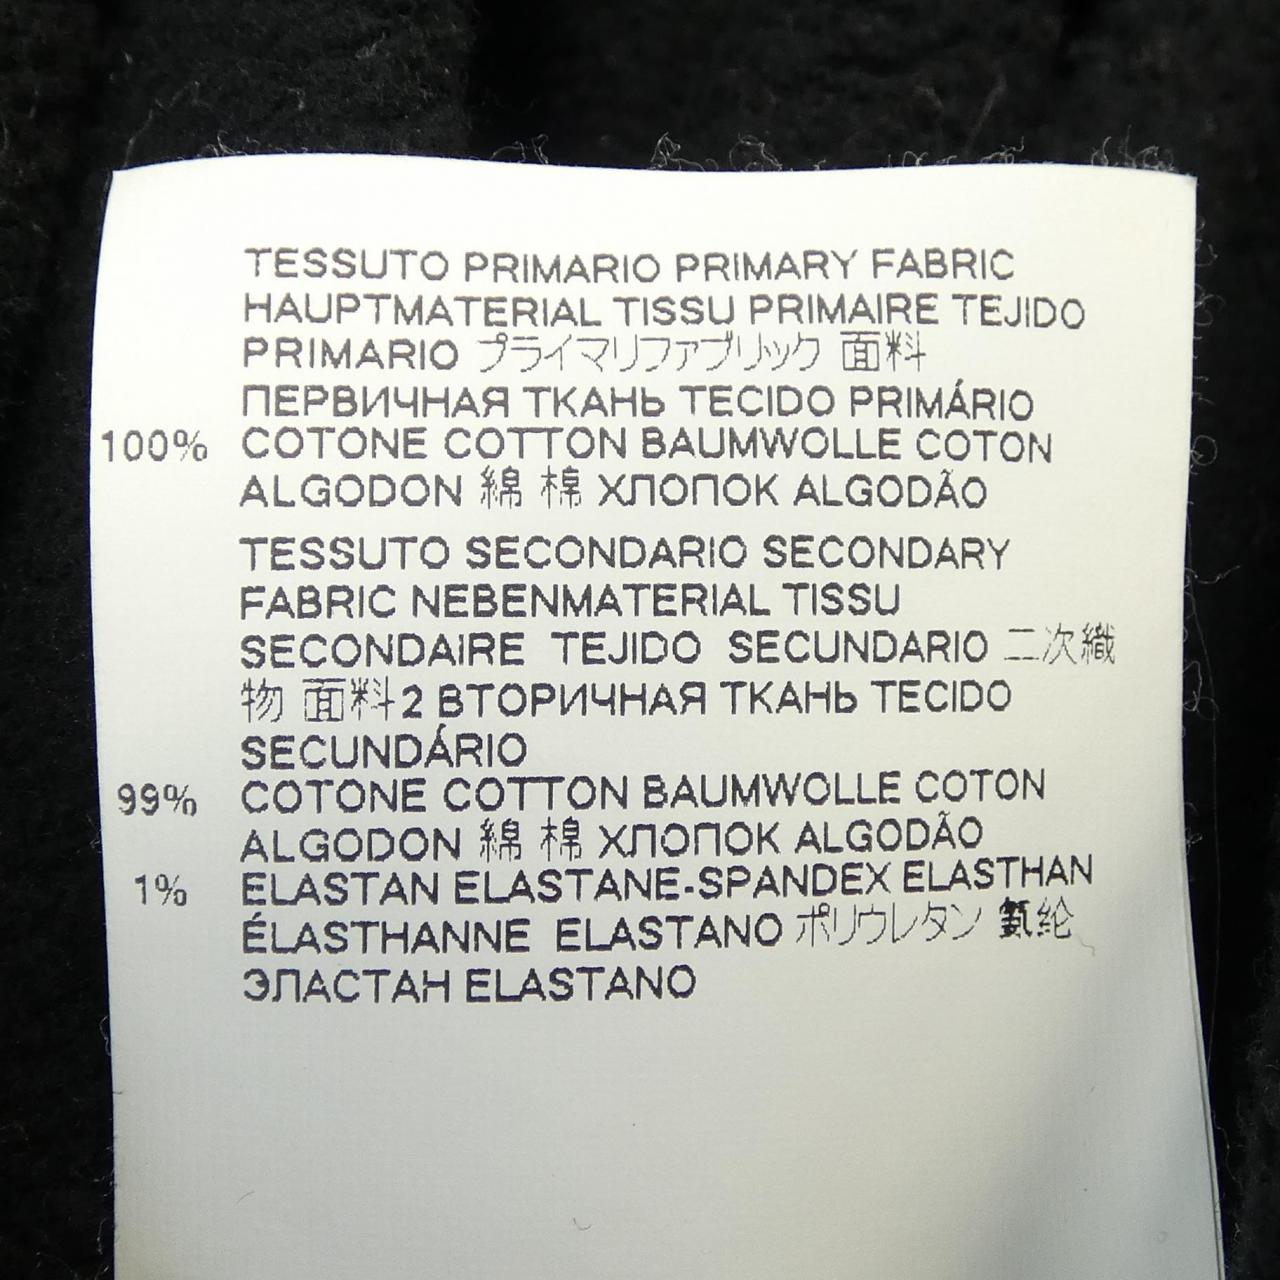 TESSUTO PRIMARIO PRIMARY FABRIC
HAUPTMATERIAL TISSU PRIMAIRE TEJIDO
PRIMARIO プライマリファブリック 面料
ПЕРВИЧНАЯ ТКАНЬ TECIDO PRIMÁRIO
100% COTONE COTTON BAUMWOLLE COTON
ALGODON 綿 棉 ХЛОПОК ALGODÃO
TESSUTO SECONDARIO SECONDARY
FABRIC NEBENMATERIAL TISSU
SECONDAIRE TEJIDO SECUNDARIO 二次織
物 面料2 ВТОРИЧНАЯ ТКАНЬ TECIDO
SECUNDÁRIO
99% COTONE COTTON BAUMWOLLE COTON
ALGODON 綿 棉 ХЛОПОК ALGODÃO
1% ELASTAN ELASTANE-SPANDEX ELASTHAN
ÉLASTHANNE ELASTANO ポリウレタン 氨纶
ЭЛАСТАН ELASTANO